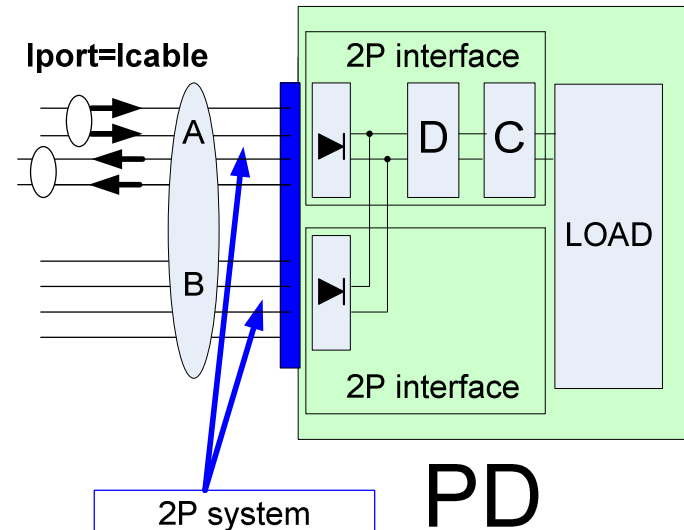 Iport=Icable
2P interface
A
D
C
LOAD
B
2P interface
2P system
PD